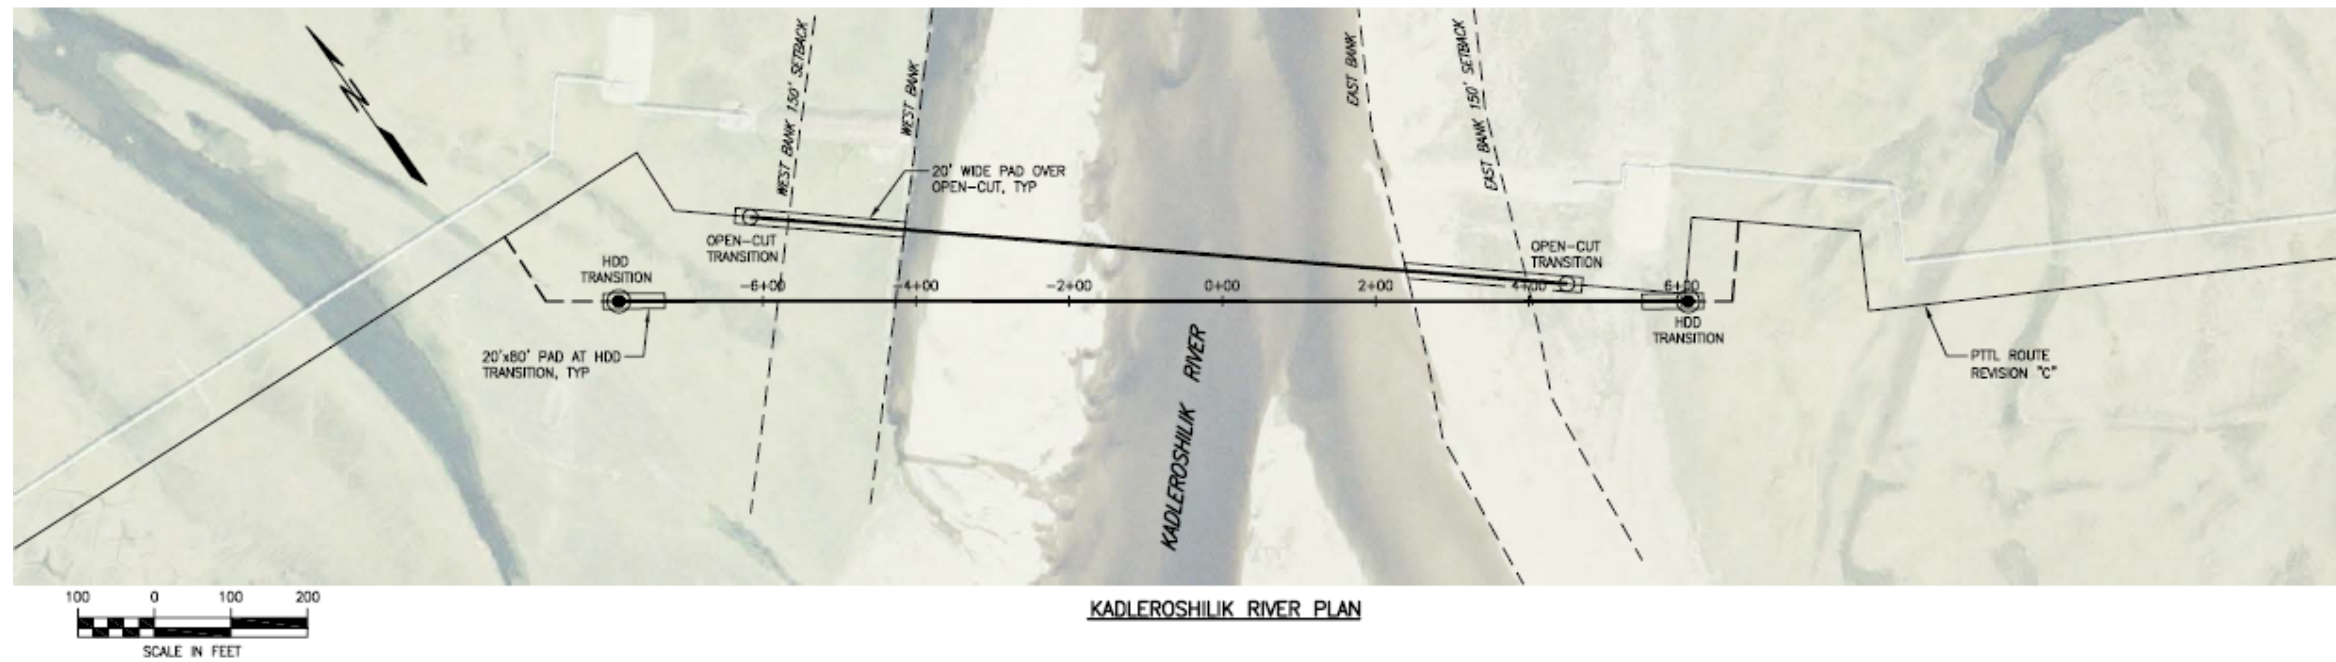 WEST BANK 150' SETBACK
WEST BANK
EAST BANK
EAST BANK 150' SETBACK
N
20' WIDE PAD OVER
OPEN-CUT, TYP
OPEN-CUT
TRANSITION
OPEN-CUT
TRANSITION
HDD
TRANSITION
-6+00
-4+00
-2+00
0+00
2+00
4+00
6+00
HDD
TRANSITION
20'x80' PAD AT HDD
TRANSITION, TYP
PTTL ROUTE
REVISION "C"
KADLEROSHILIK RIVER
100 0 100 200
SCALE IN FEET
KADLEROSHILIK RIVER PLAN